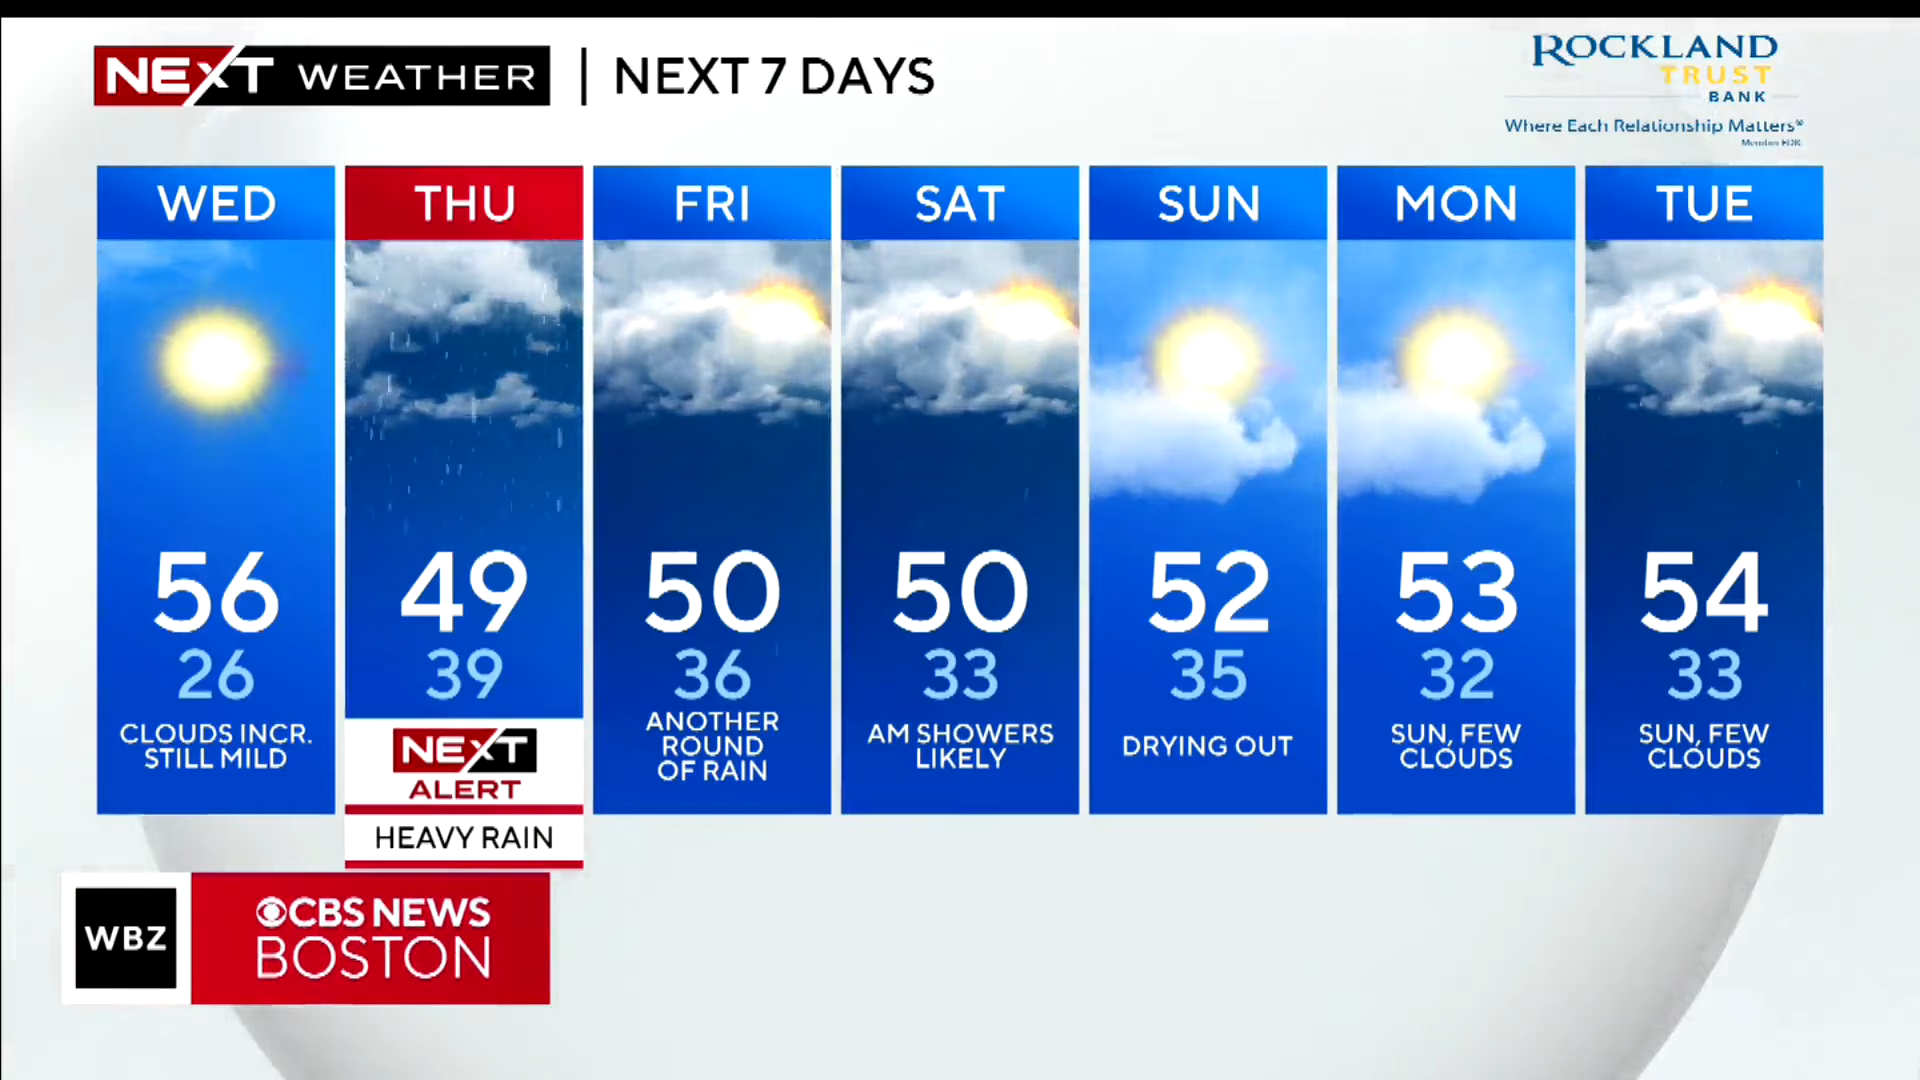 NEXT WEATHER | NEXT 7 DAYS
ROCKLAND
TRUST
BANK
Where Each Relationship Matters®
WED
56
26
CLOUDS INCR.
STILL MILD
THU
49
39
NEXT
ALERT
HEAVY RAIN
FRI
50
36
ANOTHER
ROUND
OF RAIN
SAT
50
33
AM SHOWERS
LIKELY
SUN
52
35
DRYING OUT
MON
53
32
SUN, FEW
CLOUDS
TUE
54
33
SUN, FEW
CLOUDS
WBZ
CBS NEWS
BOSTON